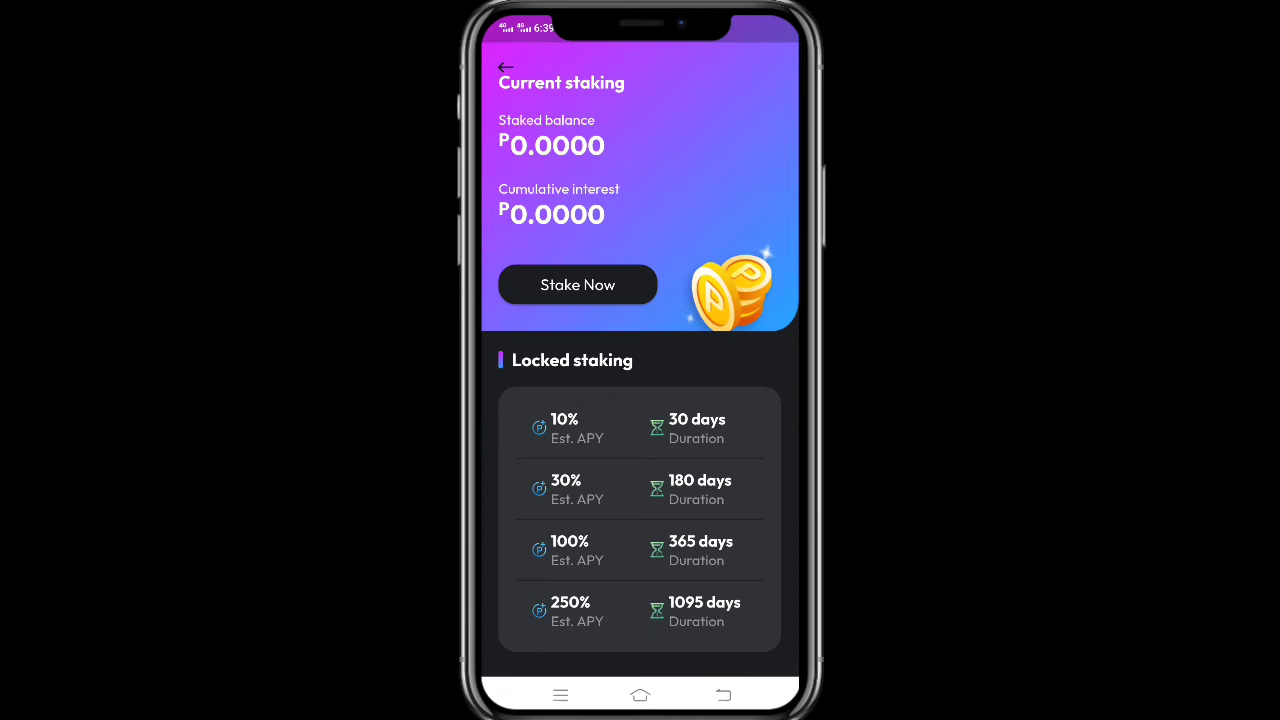 4G 4G 6:39
Current staking
Staked balance
P0.0000
Cumulative interest
P0.0000
Stake Now
Locked staking
10% 30 days
Est. APY Duration
30% 180 days
Est. APY Duration
100% 365 days
Est. APY Duration
250% 1095 days
Est. APY Duration